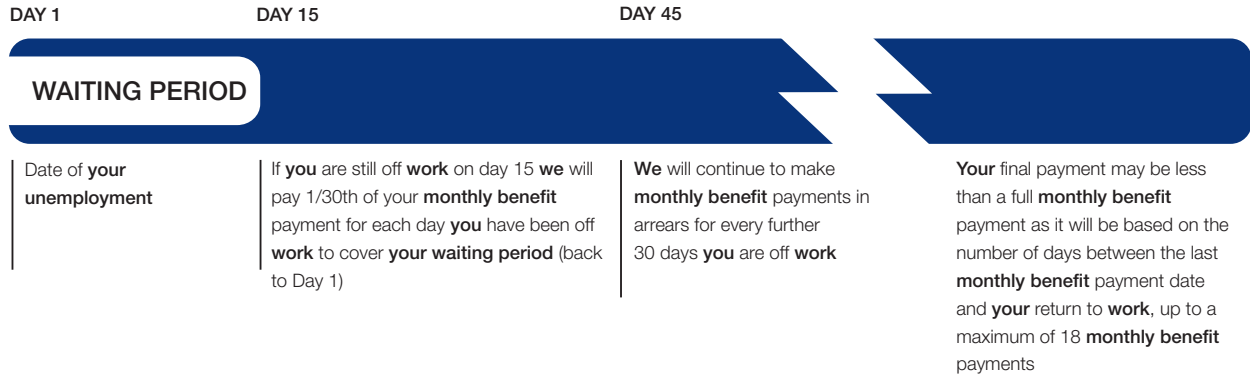 DAY 1
DAY 15
DAY 45
WAITING PERIOD
Date of your
unemployment
If you are still off work on day 15 we will
pay 1/30th of your monthly benefit
payment for each day you have been off
work to cover your waiting period (back
to Day 1)
We will continue to make
monthly benefit payments in
arrears for every further
30 days you are off work
Your final payment may be less
than a full monthly benefit
payment as it will be based on the
number of days between the last
monthly benefit payment date
and your return to work, up to a
maximum of 18 monthly benefit
payments